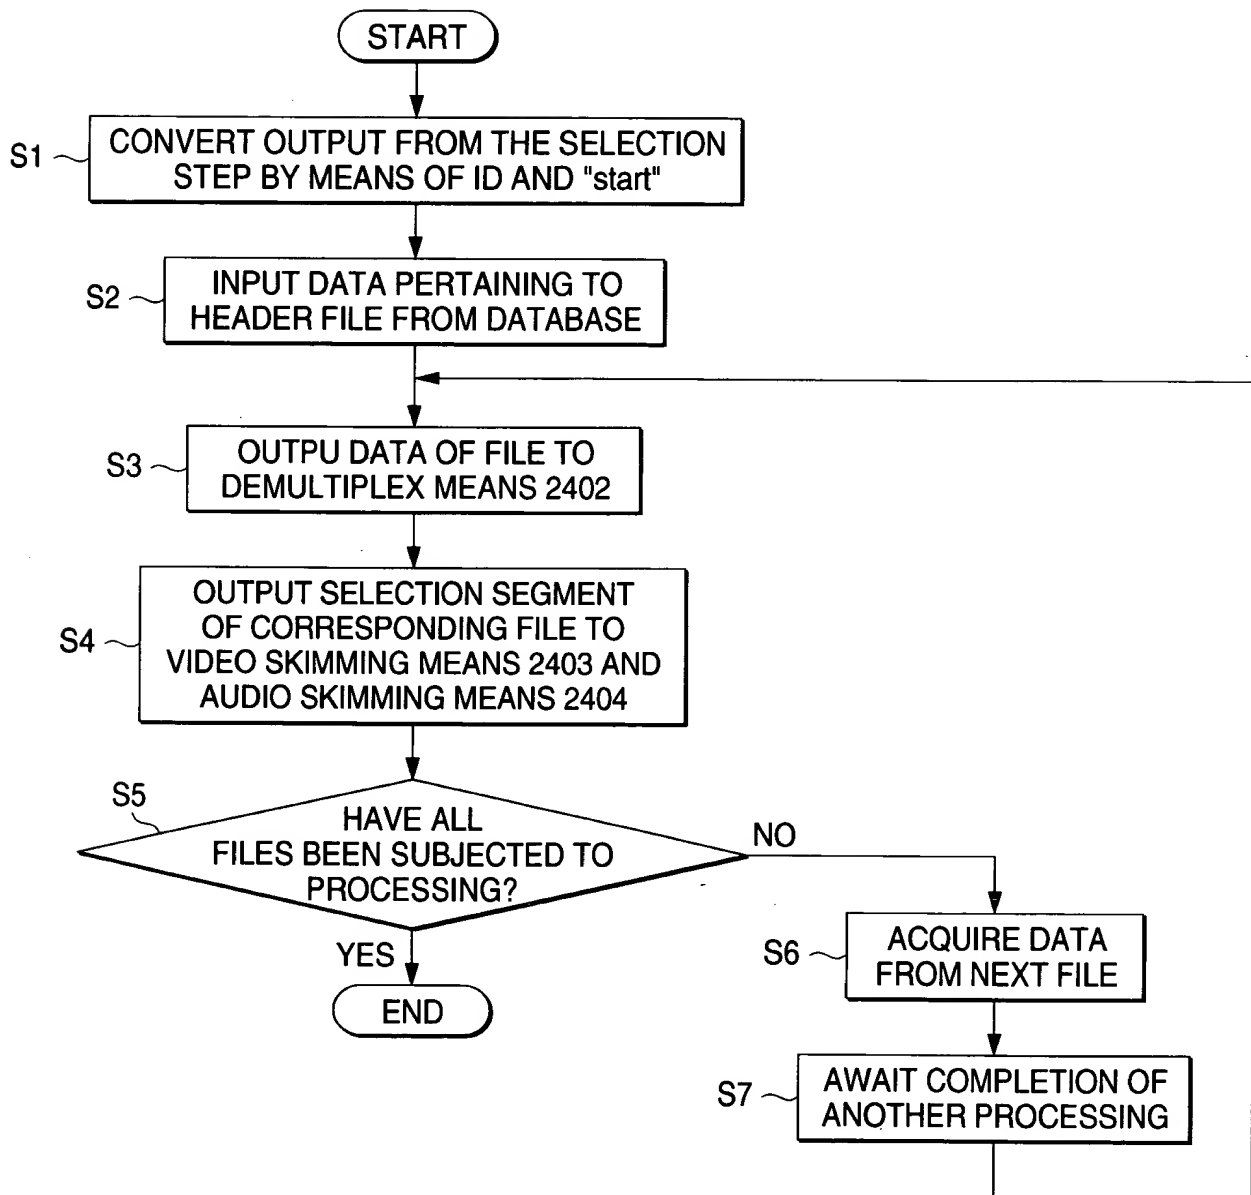 START
S1
CONVERT OUTPUT FROM THE SELECTION
STEP BY MEANS OF ID AND "start"
S2
INPUT DATA PERTAINING TO
HEADER FILE FROM DATABASE
S3
OUTPU DATA OF FILE TO
DEMULTIPLEX MEANS 2402
S4
OUTPUT SELECTION SEGMENT
OF CORRESPONDING FILE TO
VIDEO SKIMMING MEANS 2403 AND
AUDIO SKIMMING MEANS 2404
S5
HAVE ALL
FILES BEEN SUBJECTED TO
PROCESSING?
NO
YES
END
S6
ACQUIRE DATA
FROM NEXT FILE
S7
AWAIT COMPLETION OF
ANOTHER PROCESSING